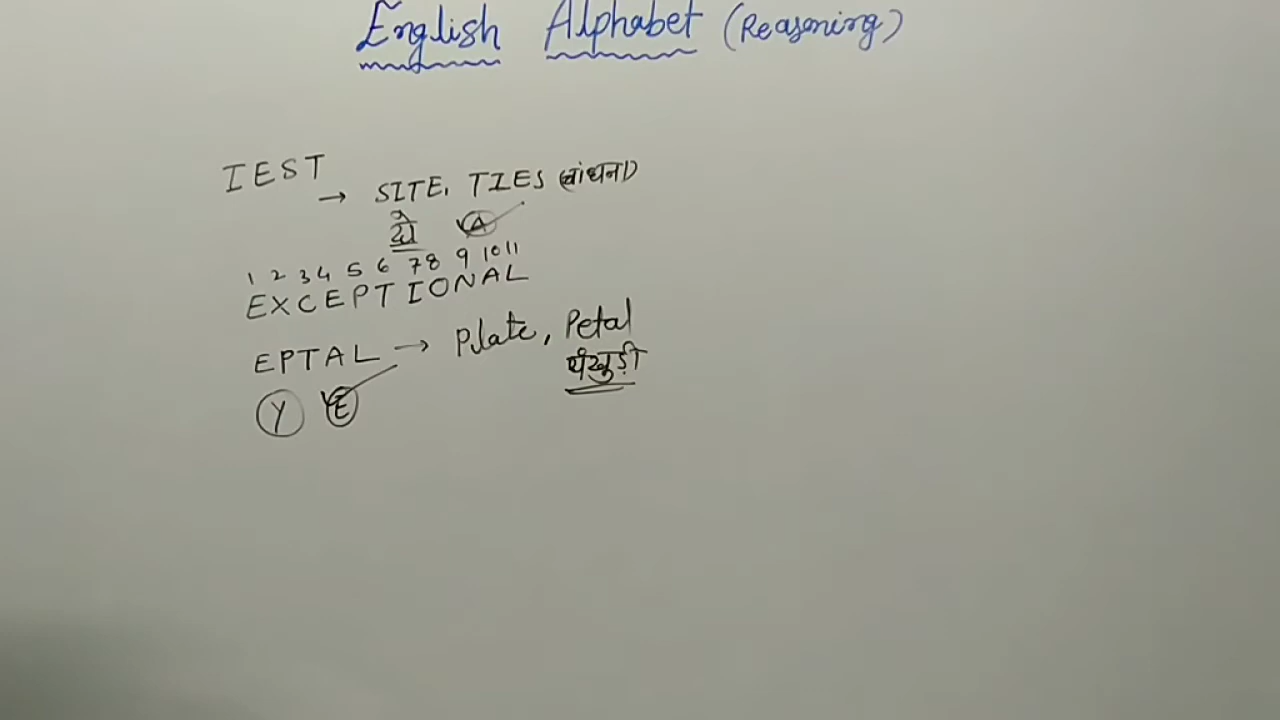 English Alphabet (Reasoning)
IEST
→ SITE, TIES (बांधना)
दो A
1 2 3 4 5 6 7 8 9 10 11
EXCEPTIONAL
EPTAL → Plate, Petal
पंखुड़ी
Y E